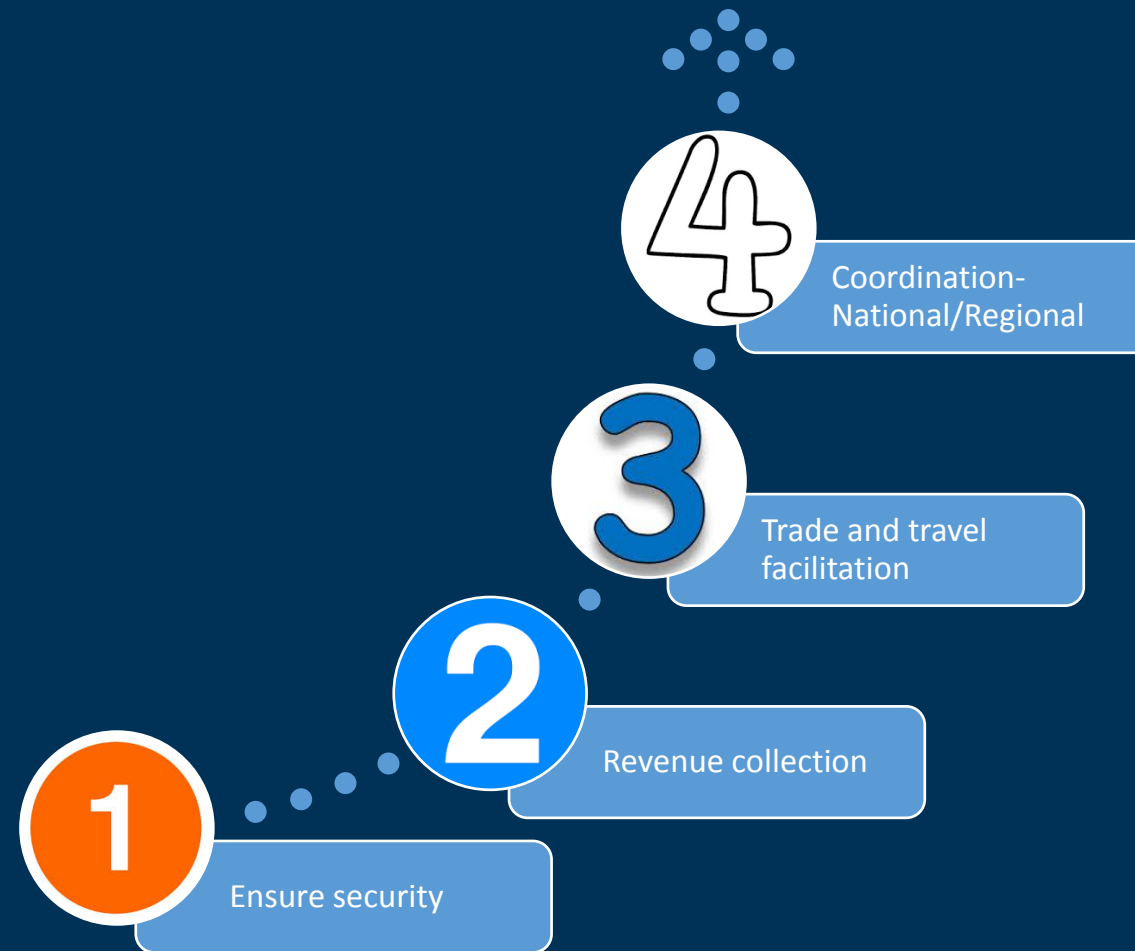 4
Coordination-
National/Regional
3
Trade and travel
facilitation
2
Revenue collection
1
Ensure security